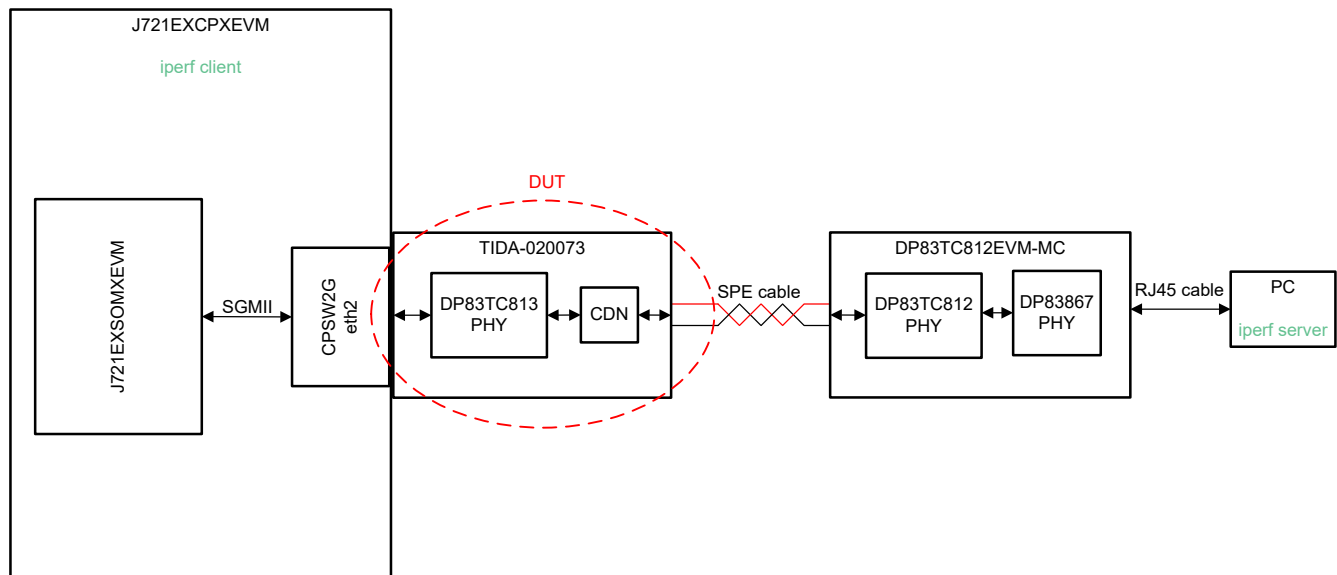 J721EXCPXEVM
iperf client
J721EXSOMXEVM
SGMII
CPSW2G
eth2
DUT
TIDA-020073
DP83TC813
PHY
CDN
SPE cable
DP83TC812EVM-MC
DP83TC812
PHY
DP83867
PHY
RJ45 cable
PC
iperf server